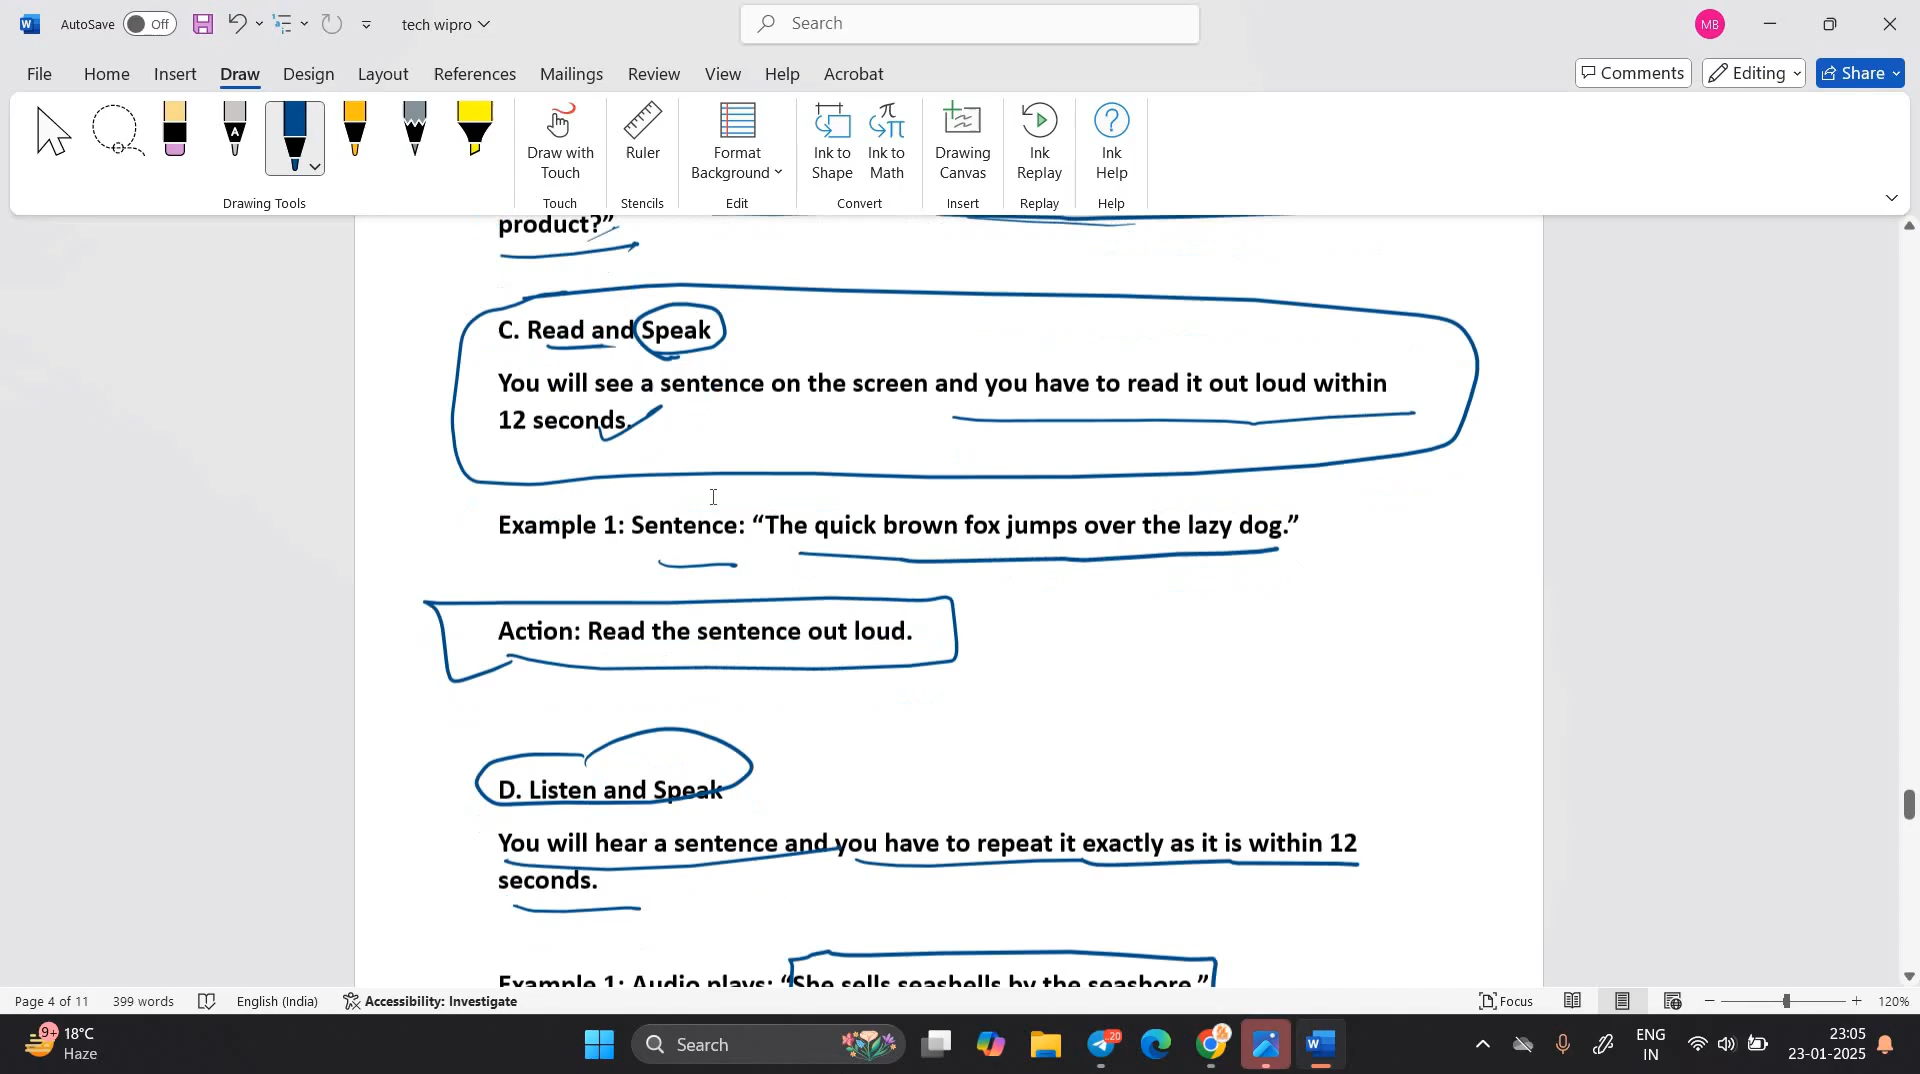 AutoSave Off tech wipro Search MB
File Home Insert Draw Design Layout References Mailings Review View Help Acrobat Comments Editing Share
A
Draw with Touch
Ruler
Format Background
Ink to Shape
Ink to Math
Drawing Canvas
Ink Replay
Ink Help
Drawing Tools Touch Stencils Edit Convert Insert Replay Help
product?”
C. Read and Speak
You will see a sentence on the screen and you have to read it out loud within
12 seconds.
Example 1: Sentence: “The quick brown fox jumps over the lazy dog.”
Action: Read the sentence out loud.
D. Listen and Speak
You will hear a sentence and you have to repeat it exactly as it is within 12
seconds.
Example 1: Audio plays: “She sells seashells by the seashore.”
Page 4 of 11 399 words English (India) Accessibility: Investigate Focus 120%
9+ 18°C
Haze
Search
20
ENG
IN
23:05
23-01-2025